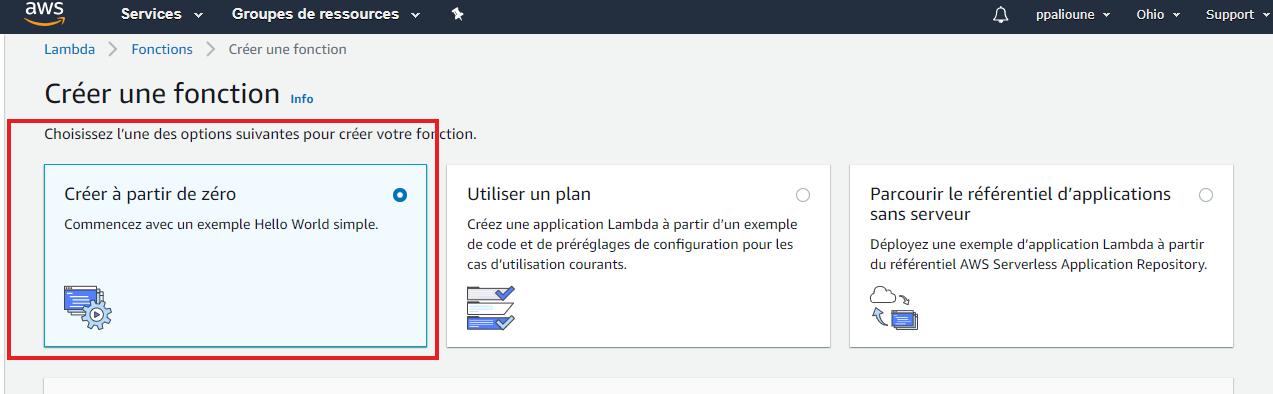 aws Services Groupes de ressources ppalioune Ohio Support
Lambda Fonctions Créer une fonction
Créer une fonction Info
Choisissez l'une des options suivantes pour créer votre fonction.
Créer à partir de zéro
Commencez avec un exemple Hello World simple.
Utiliser un plan
Créez une application Lambda à partir d'un exemple
de code et de préréglages de configuration pour les
cas d'utilisation courants.
Parcourir le référentiel d'applications
sans serveur
Déployez une exemple d'application Lambda à partir
du référentiel AWS Serverless Application Repository.